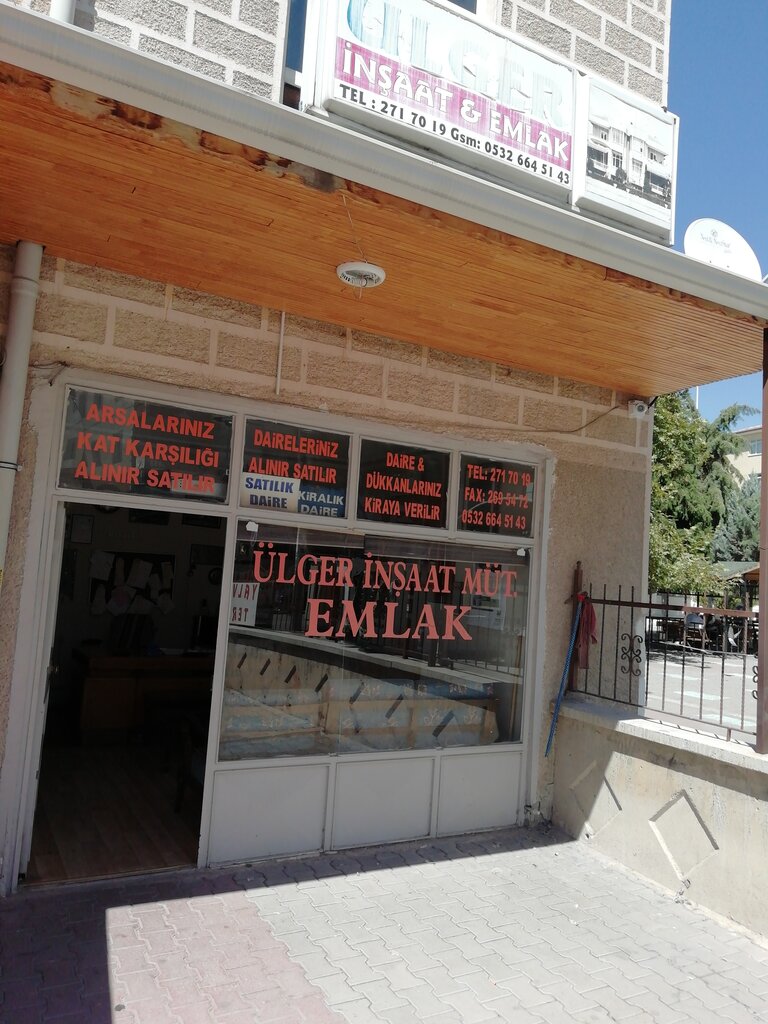 ÜLGER
İNŞAAT & EMLAK
TEL : 271 70 19 Gsm: 0532 664 51 43
ARSALARINIZ
KAT KARŞILIĞI
ALINIR SATILIR
DAİRELERİNİZ
ALINIR SATILIR
SATILIK
DAİRE
KİRALIK
DAİRE
DAİRE &
DÜKKANLARINIZ
KİRAYA VERİLİR
TEL: 271 70 19
FAX: 269 54 72
0532 664 51 43
ÜLGER İNŞAAT MÜT.
EMLAK